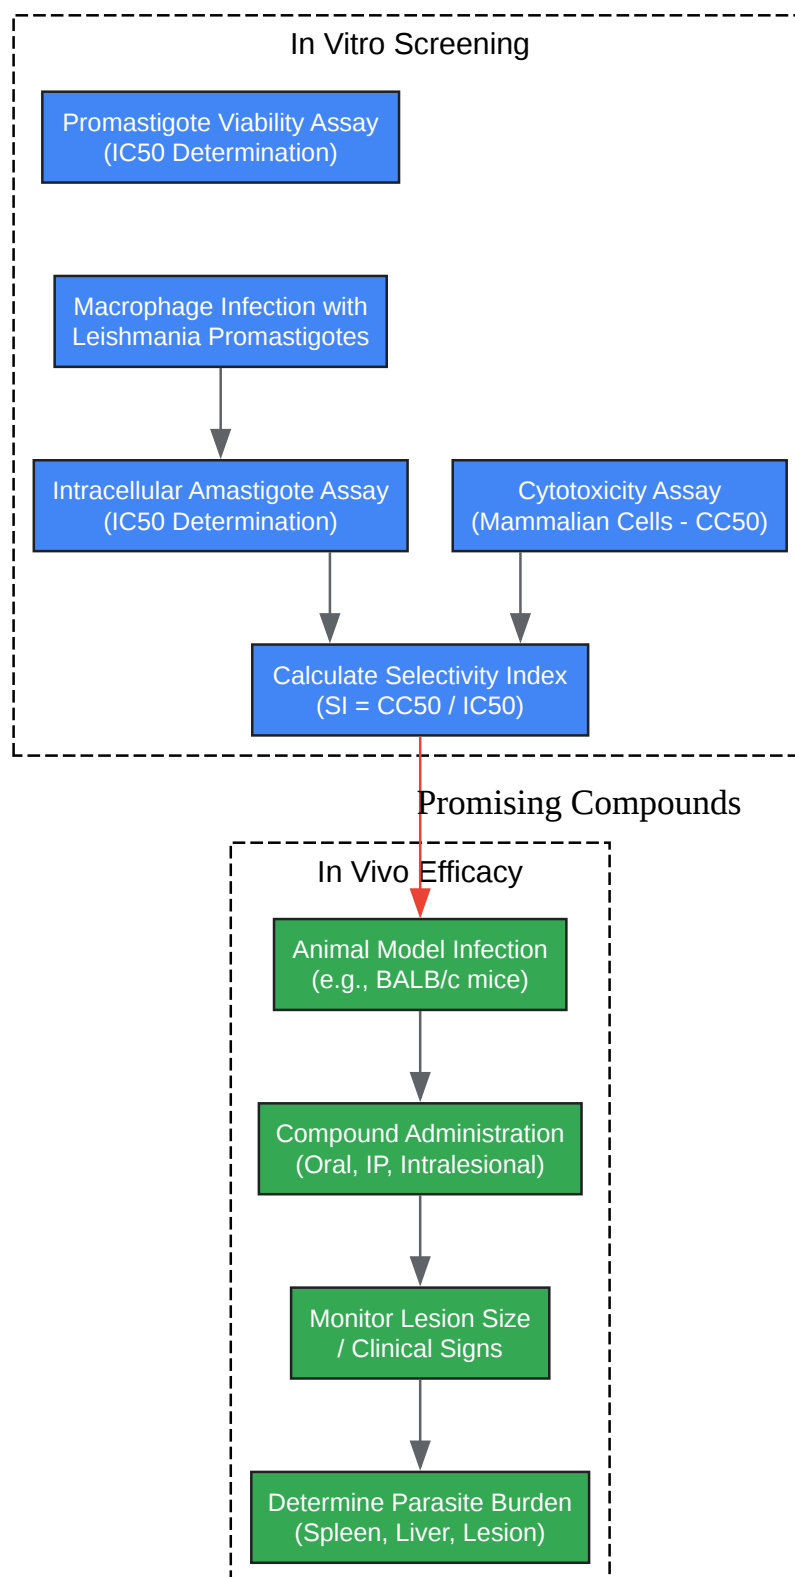 In Vitro Screening
Promastigote Viability Assay
(IC50 Determination)
Macrophage Infection with
Leishmania Promastigotes
Intracellular Amastigote Assay
(IC50 Determination)
Cytotoxicity Assay
(Mammalian Cells - CC50)
Calculate Selectivity Index
(SI = CC50 / IC50)
Promising Compounds
In Vivo Efficacy
Animal Model Infection
(e.g., BALB/c mice)
Compound Administration
(Oral, IP, Intralesional)
Monitor Lesion Size
/ Clinical Signs
Determine Parasite Burden
(Spleen, Liver, Lesion)